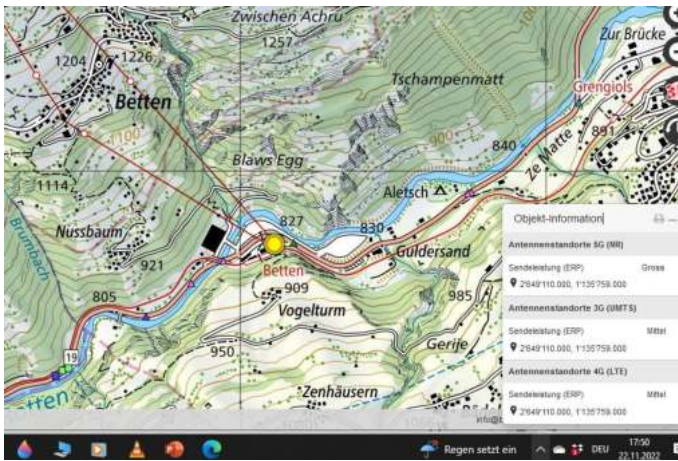 Zwischen Achru
Zur Brücke
1226
1257
1204
Tschampenmatt
Betten
Grengiols
1100
900
891
840
Ze Matte
Blaws Egg
1114
Aletsch
Brumbach
827
830
Nussbaum
Guldersand
921
Betten
909
985
805
Vogelturm
950
Gerije
19
Zenhäusern
etten
Objekt-Information
Antennenstandorte 5G (NR)
Sendeleistung (ERP) Gross
2'649'110.000, 1'135'759.000
Antennenstandorte 3G (UMTS)
Sendeleistung (ERP) Mittel
2'649'110.000, 1'135'759.000
Antennenstandorte 4G (LTE)
Sendeleistung (ERP) Mittel
2'649'110.000, 1'135'759.000
Regen setzt ein
DEU
17:50
22.11.2022